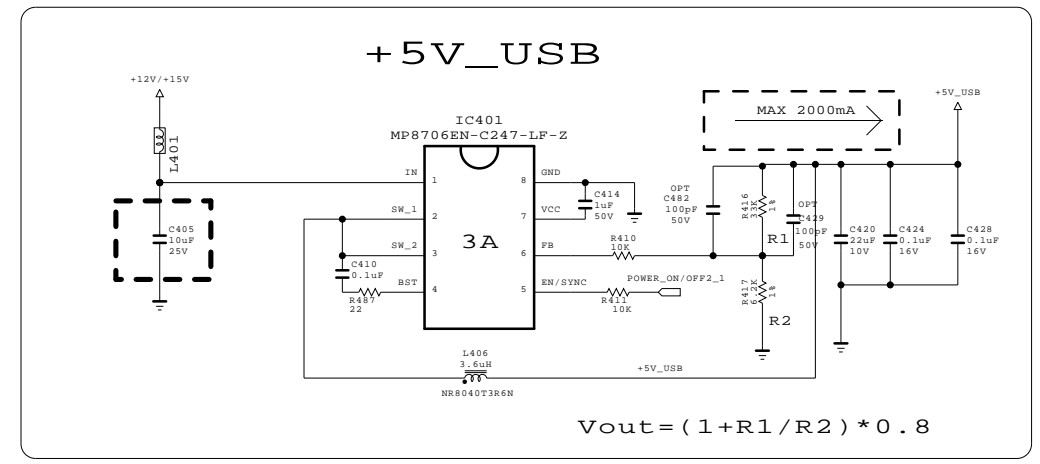 +5V_USB
+12V/+15V
L401
C405
10uF
25V
IC401
MP8706EN-C247-LF-Z
IN
1
SW_1
2
SW_2
3
BST
4
3A
8
GND
7
VCC
6
FB
5
EN/SYNC
C410
0.1uF
R487
22
C414
1uF
50V
R410
10K
R411
10K
POWER_ON/OFF2_1
OPT
C482
100pF
50V
MAX 2000mA
R416
33K
1%
R1
OPT
C429
100pF
50V
R417
6.2K
1%
R2
C420
22uF
10V
C424
0.1uF
16V
C428
0.1uF
16V
+5V_USB
L406
3.6uH
NR8040T3R6N
+5V_USB
Vout=(1+R1/R2)*0.8